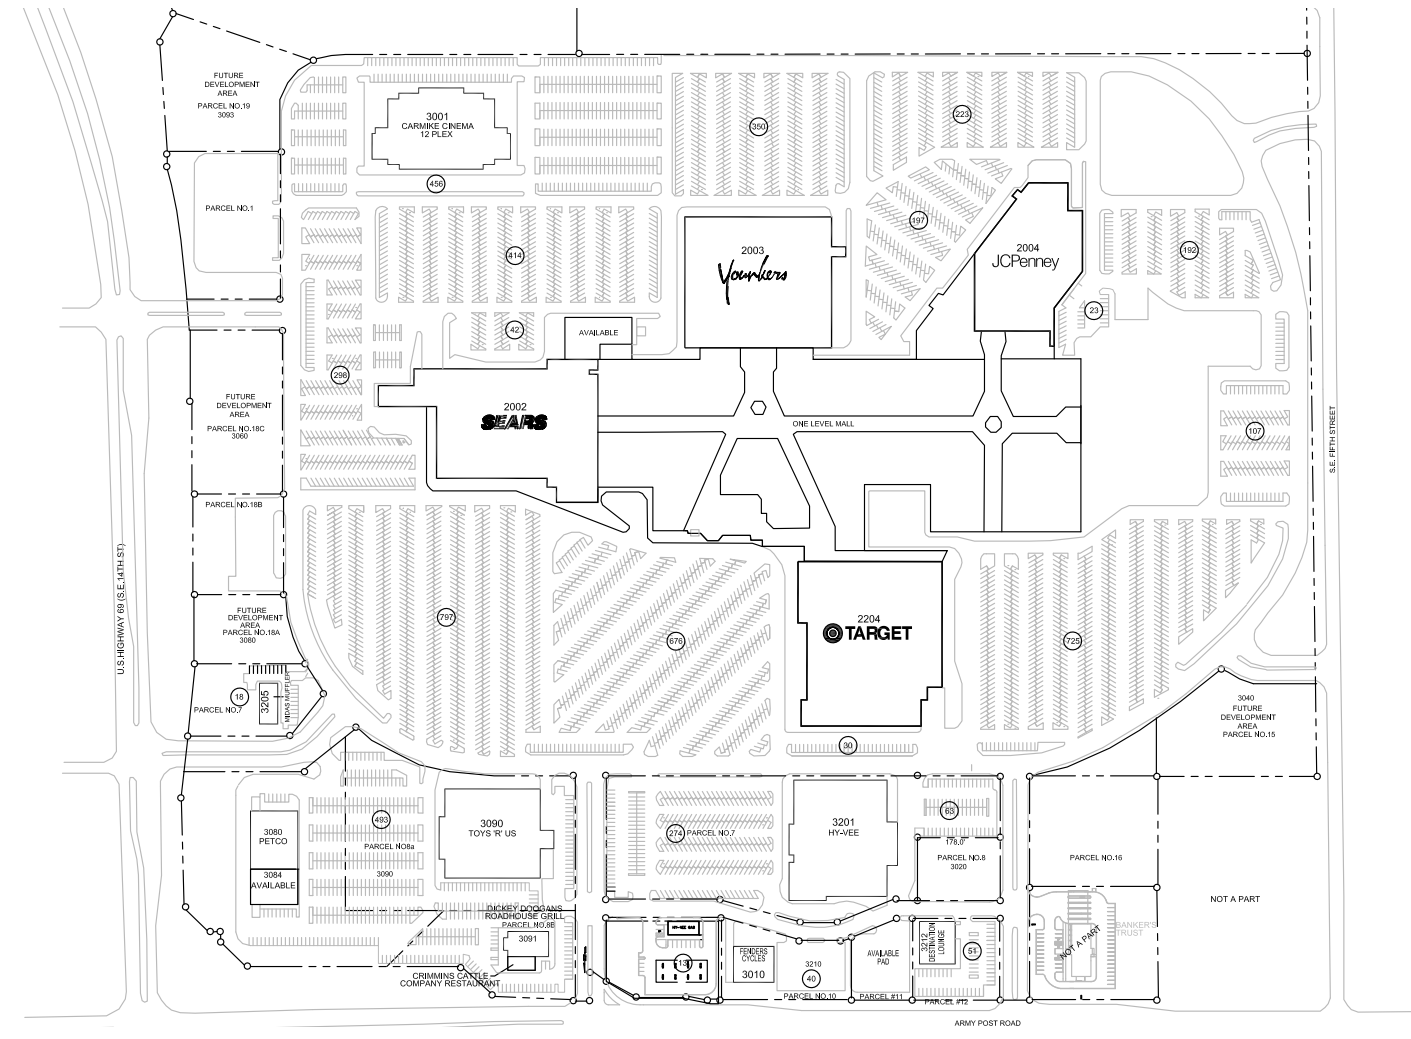 FUTURE
DEVELOPMENT
AREA
PARCEL NO.19
3093
3001
CARMIKE CINEMA
12 PLEX
456
350
223
PARCEL NO.1
197
414
2003
Younkers
2004
JCPenney
192
23
42
AVAILABLE
298
FUTURE
DEVELOPMENT
AREA
PARCEL NO.18C
3060
2002
SEARS
ONE LEVEL MALL
107
S.E. FIFTH STREET
PARCEL NO.18B
U.S.HIGHWAY 69 (S.E.14TH ST)
FUTURE
DEVELOPMENT
AREA
PARCEL NO.18A
3080
797
676
2204
TARGET
725
18
PARCEL NO.7
3205
MIDAS MUFFLER
30
3040
FUTURE
DEVELOPMENT
AREA
PARCEL NO.15
3080
PETCO
3084
AVAILABLE
493
PARCEL NO8a
3090
3090
TOYS 'R' US
274
PARCEL NO.7
3201
HY-VEE
63
178.0'
PARCEL NO.8
3020
PARCEL NO.16
NOT A PART
DICKEY DOOGANS
ROADHOUSE GRILL
PARCEL NO.8B
3091
CRIMMINS CATTLE
COMPANY RESTAURANT
HY-VEE GAS
13
FENDERS
CYCLES
3010
3210
40
PARCEL NO.10
AVAILABLE
PAD
PARCEL #11
3212
DESTINATION
LOUNGE
51
PARCEL #12
NOT A PART
BANKER'S
TRUST
ARMY POST ROAD